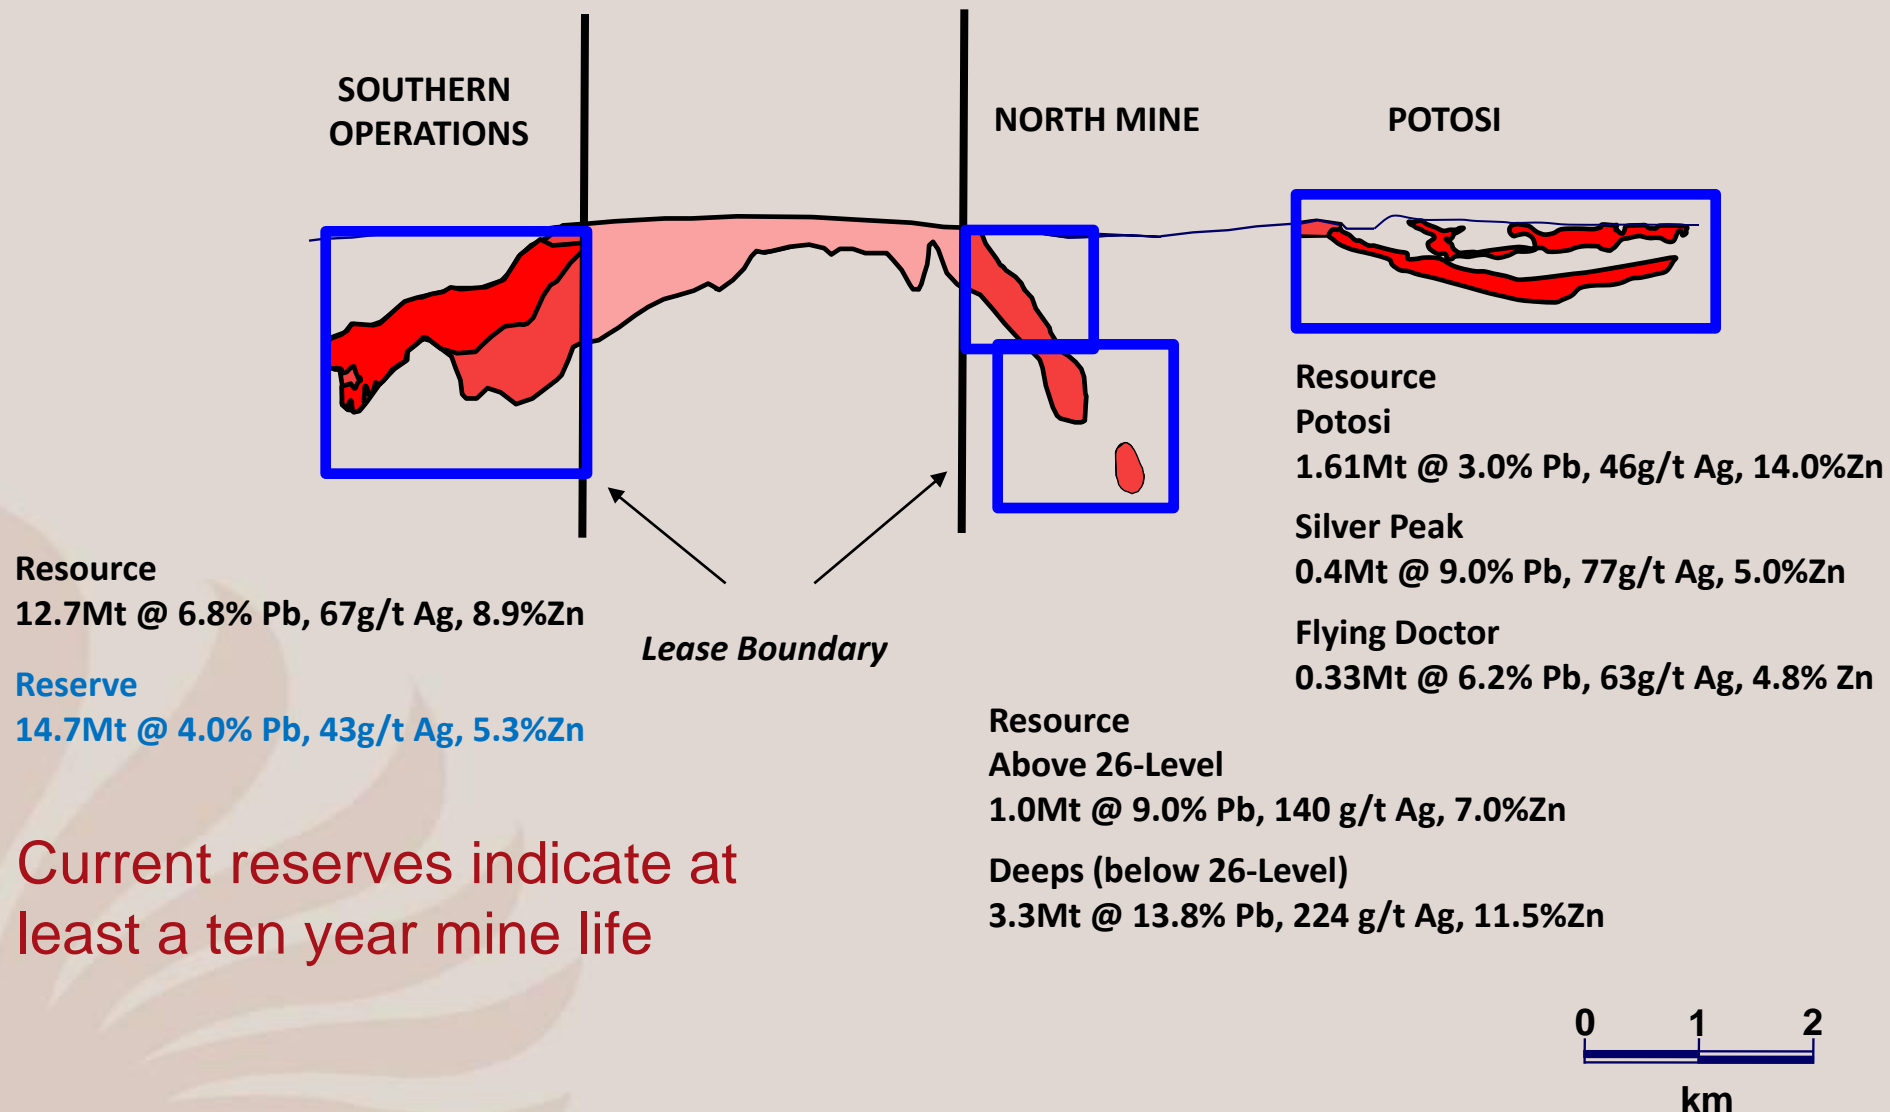 SOUTHERN
OPERATIONS
NORTH MINE
POTOSI
Resource
12.7Mt @ 6.8% Pb, 67g/t Ag, 8.9%Zn
Reserve
14.7Mt @ 4.0% Pb, 43g/t Ag, 5.3%Zn
Lease Boundary
Resource
Potosi
1.61Mt @ 3.0% Pb, 46g/t Ag, 14.0%Zn
Silver Peak
0.4Mt @ 9.0% Pb, 77g/t Ag, 5.0%Zn
Flying Doctor
0.33Mt @ 6.2% Pb, 63g/t Ag, 4.8% Zn
Resource
Above 26-Level
1.0Mt @ 9.0% Pb, 140 g/t Ag, 7.0%Zn
Deeps (below 26-Level)
3.3Mt @ 13.8% Pb, 224 g/t Ag, 11.5%Zn
Current reserves indicate at
least a ten year mine life
0 1 2
km